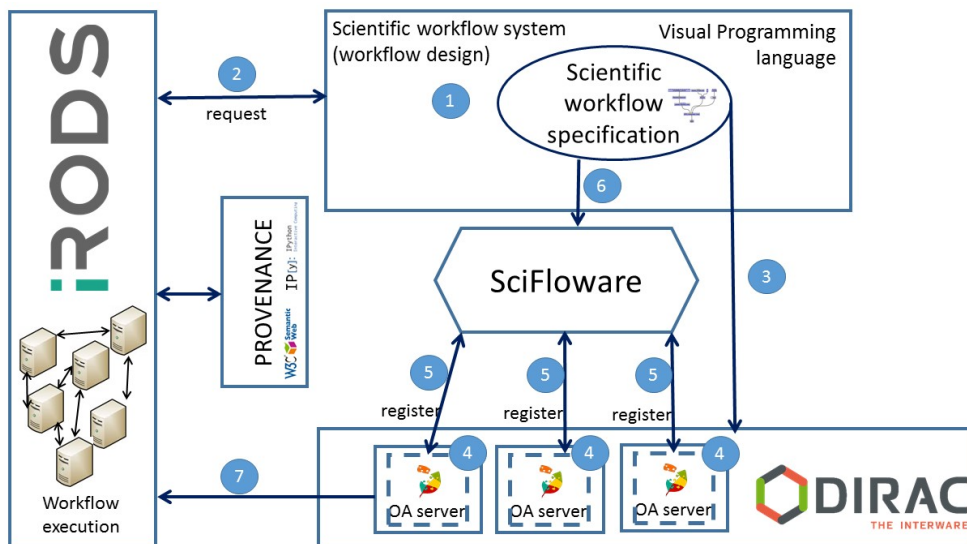 iRODS
Scientific workflow system
(workflow design)
Visual Programming
language
2
request
1
Scientific
workflow
specification
6
SciFloware
3
PROVENANCE
W3C Semantic
Web
IP[y]: IPython
Interactive Computing
5
5
5
register
register
register
4
4
4
OA server
OA server
OA server
7
Workflow
execution
DIRAC
THE INTERWARE